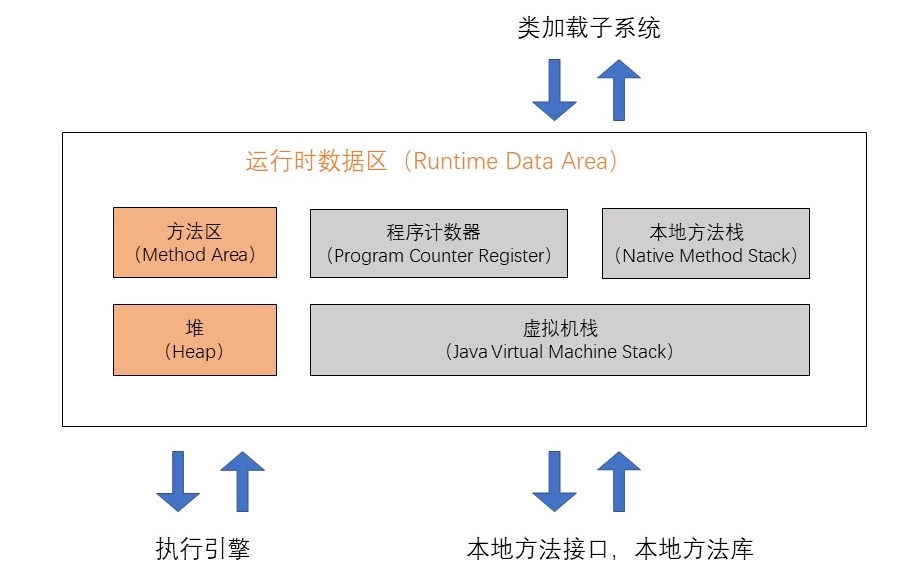 类加载子系统
运行时数据区（Runtime Data Area）
方法区
（Method Area）
程序计数器
（Program Counter Register）
本地方法栈
（Native Method Stack）
堆
（Heap）
虚拟机栈
（Java Virtual Machine Stack）
执行引擎
本地方法接口，本地方法库